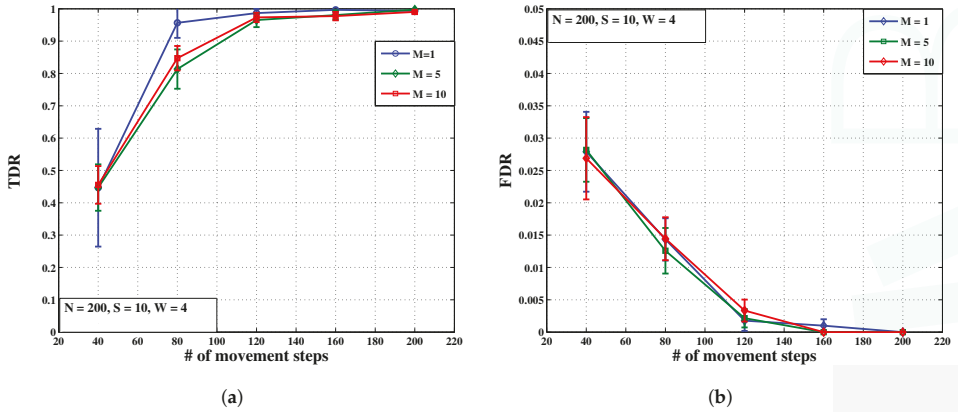 1
0.9
0.8
0.7
0.6
0.5
0.4
0.3
0.2
0.1
0
TDR
M=1
M = 5
M = 10
N = 200, S = 10, W = 4
20 40 60 80 100 120 140 160 180 200 220
# of movement steps
(a)
0.05
0.045
0.04
0.035
0.03
0.025
0.02
0.015
0.01
0.005
0
FDR
N = 200, S = 10, W = 4
M = 1
M = 5
M = 10
20 40 60 80 100 120 140 160 180 200 220
# of movement steps
(b)